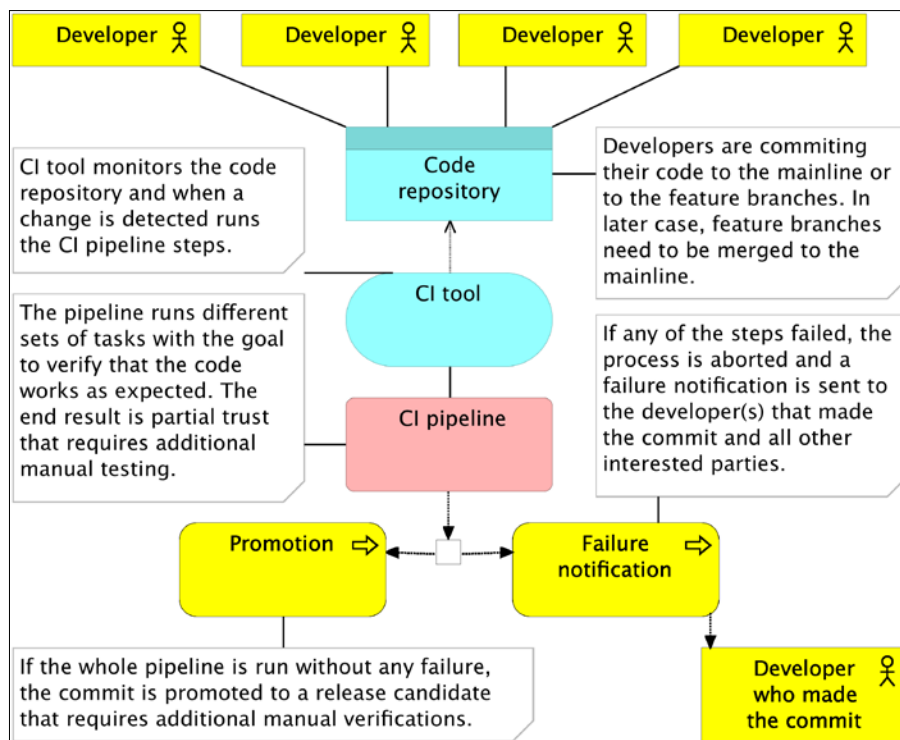 Developer
Developer
Developer
Developer
CI tool monitors the code
repository and when a
change is detected runs
the CI pipeline steps.
Code
repository
Developers are commiting
their code to the mainline or
to the feature branches. In
later case, feature branches
need to be merged to the
mainline.
CI tool
The pipeline runs different
sets of tasks with the goal
to verify that the code
works as expected. The
end result is partial trust
that requires additional
manual testing.
CI pipeline
If any of the steps failed, the
process is aborted and a
failure notification is sent to
the developer(s) that made
the commit and all other
interested parties.
Promotion
Failure
notification
If the whole pipeline is run without any failure,
the commit is promoted to a release candidate
that requires additional manual verifications.
Developer
who made
the commit